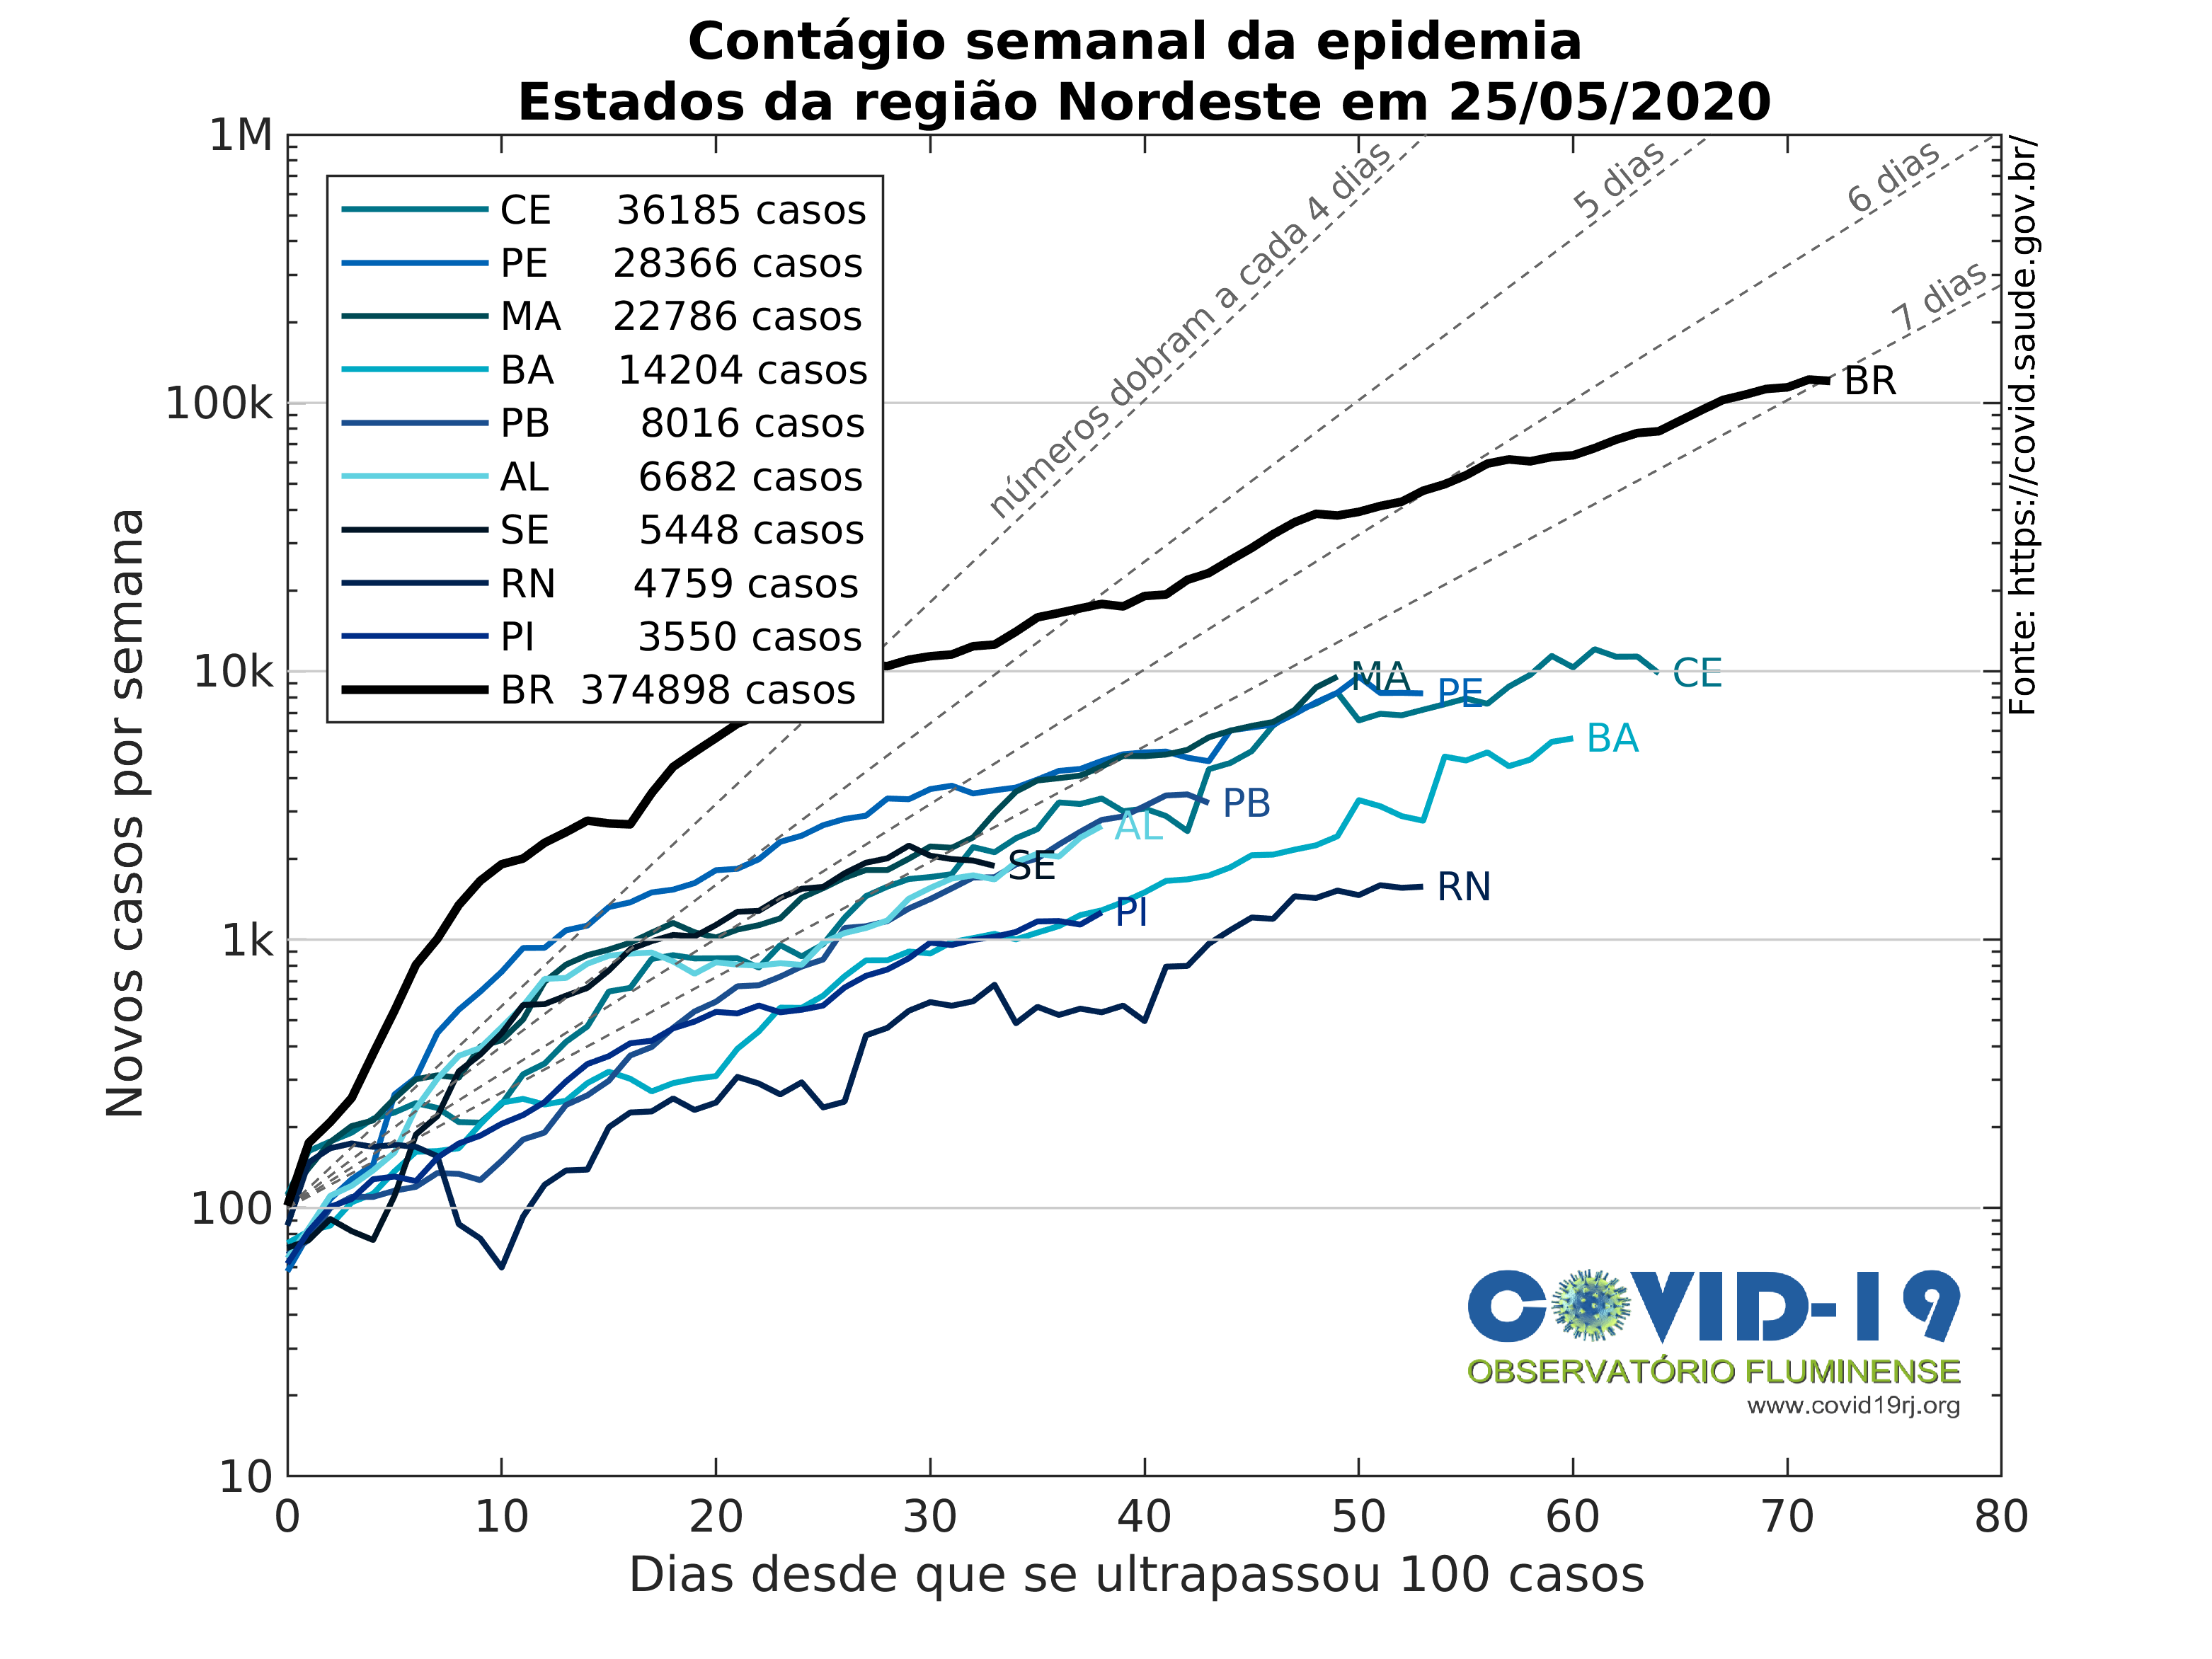 Contágio semanal da epidemia
Estados da região Nordeste em 25/05/2020
1M
100k
10k
1k
100
10
Novos casos por semana
CE 36185 casos
PE 28366 casos
MA 22786 casos
BA 14204 casos
PB 8016 casos
AL 6682 casos
SE 5448 casos
RN 4759 casos
PI 3550 casos
BR 374898 casos
números dobram a cada 4 dias
5 dias
6 dias
7 dias
BR
MA
PE
CE
BA
PB
AL
SE
PI
RN
Fonte: https://covid.saude.gov.br/
COVID-19
OBSERVATÓRIO FLUMINENSE
www.covid19rj.org
0 10 20 30 40 50 60 70 80
Dias desde que se ultrapassou 100 casos